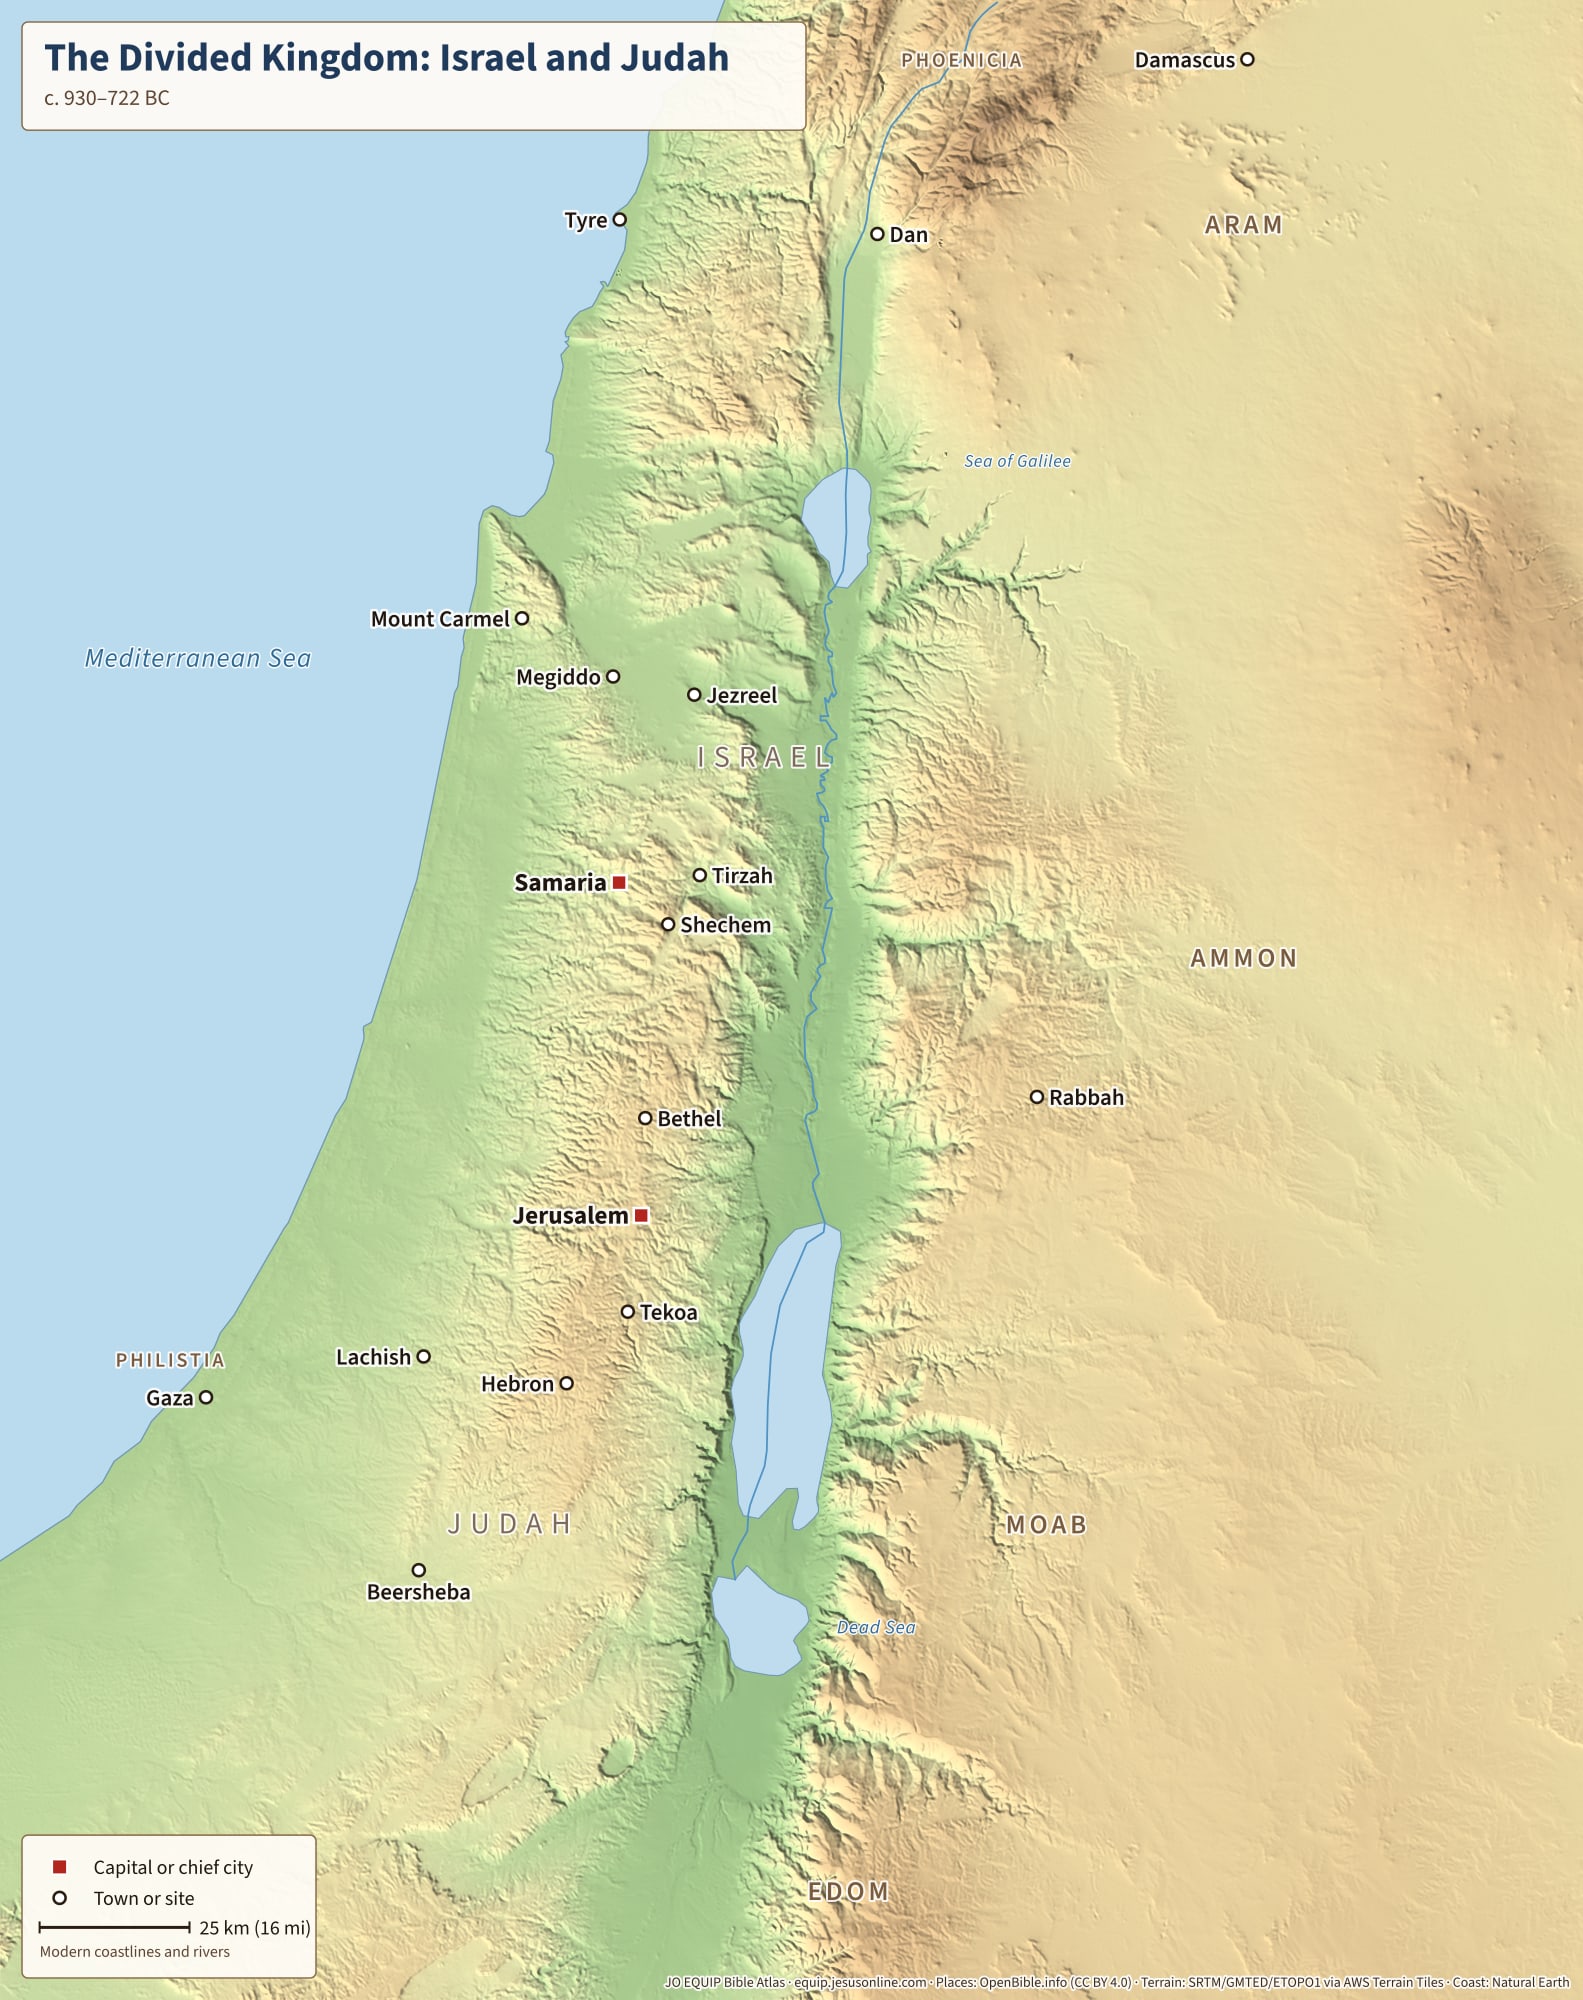 The Divided Kingdom: Israel and Judah
c. 930–722 BC
PHOENICIA
Damascus
Tyre
Dan
ARAM
Sea of Galilee
Mount Carmel
Mediterranean Sea
Megiddo
Jezreel
ISRAEL
Samaria
Tirzah
Shechem
AMMON
Rabbah
Bethel
Jerusalem
Tekoa
PHILISTIA
Lachish
Hebron
Gaza
JUDAH
MOAB
Beersheba
Dead Sea
EDOM
Capital or chief city
Town or site
25 km (16 mi)
Modern coastlines and rivers
JO EQUIP Bible Atlas · equip.jesusonline.com · Places: OpenBible.info (CC BY 4.0) · Terrain: SRTM/GMTED/ETOPO1 via AWS Terrain Tiles · Coast: Natural Earth